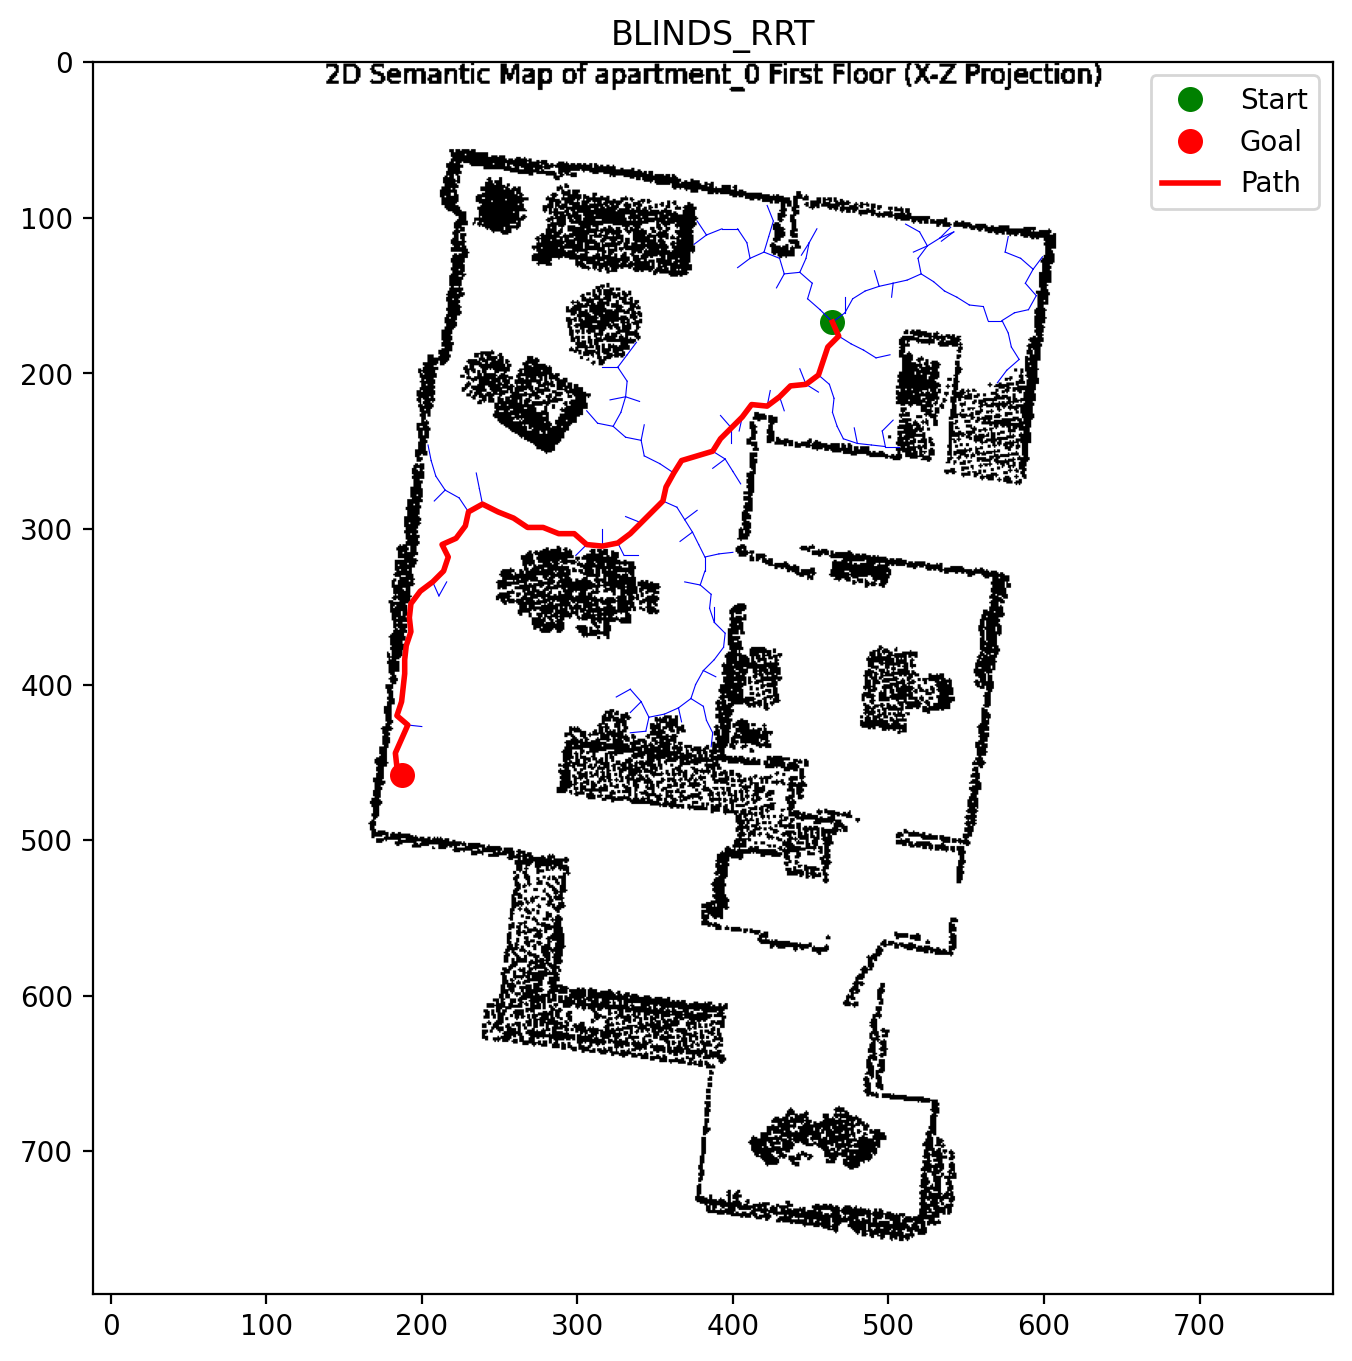 BLINDS_RRT
2D Semantic Map of apartment_0 First Floor (X-Z Projection)
Start
Goal
Path
0
100
200
300
400
500
600
700
0 100 200 300 400 500 600 700